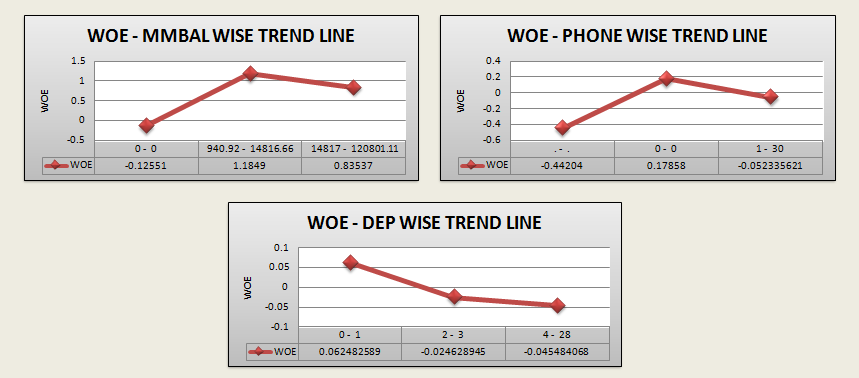 WOE - MMBAL WISE TREND LINE
1.5
1
0.5
0
-0.5
WOE
0 - 0 940.92 - 14816.66 14817 - 120801.11
WOE -0.12551 1.1849 0.83537
WOE - PHONE WISE TREND LINE
0.4
0.2
0
-0.2
-0.4
-0.6
WOE
. - . 0 - 0 1 - 30
WOE -0.44204 0.17858 -0.052335621
WOE - DEP WISE TREND LINE
0.1
0.05
0
-0.05
-0.1
WOE
0 - 1 2 - 3 4 - 28
WOE 0.062482589 -0.024628945 -0.045484068